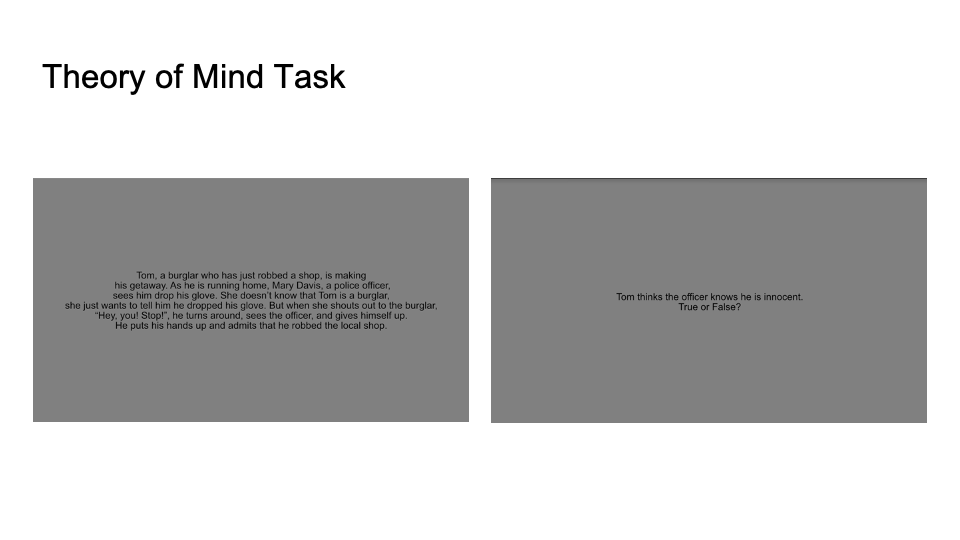 Theory of Mind Task
Tom, a burglar who has just robbed a shop, is making
his getaway. As he is running home, Mary Davis, a police officer,
sees him drop his glove. She doesn't know that Tom is a burglar,
she just wants to tell him he dropped his glove. But when she shouts out to the burglar,
“Hey, you! Stop!”, he turns around, sees the officer, and gives himself up.
He puts his hands up and admits that he robbed the local shop.
Tom thinks the officer knows he is innocent.
True or False?